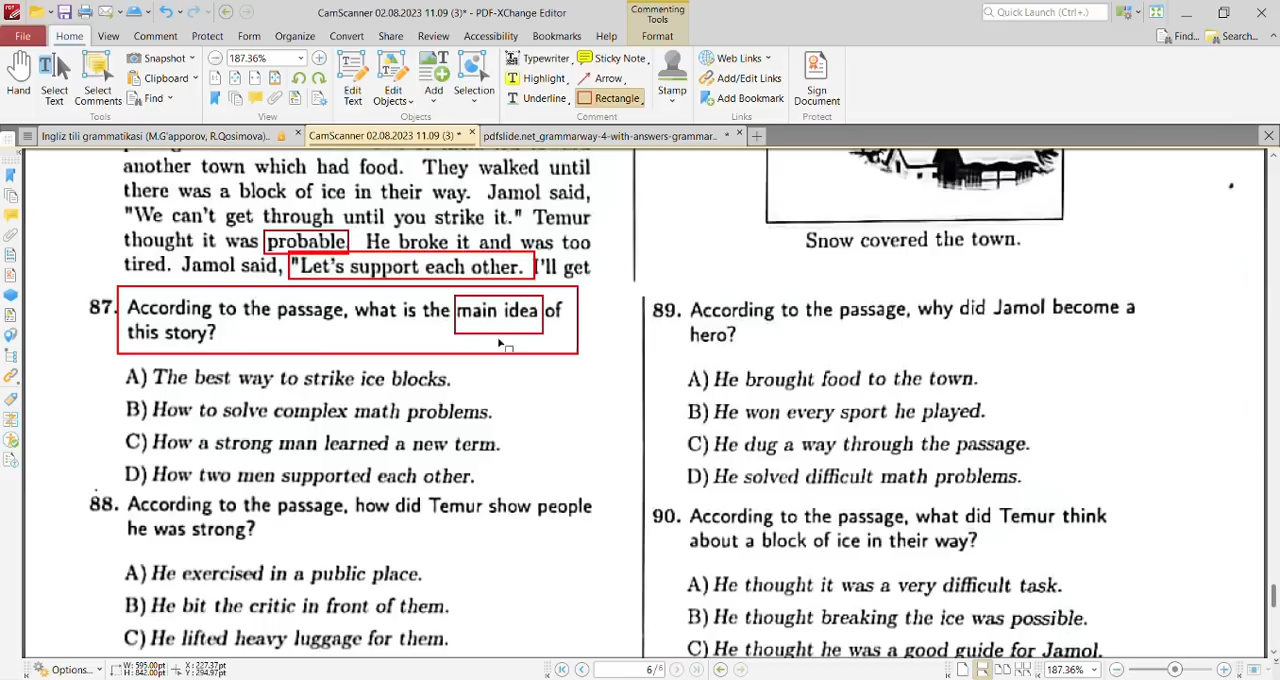 CamScanner 02.08.2023 11.09 (3)* - PDF-XChange Editor
Commenting Tools
Quick Launch (Ctrl+.)
File Home View Comment Protect Form Organize Convert Share Review Accessibility Bookmarks Help Format
Find... Search...
Hand
Select Text
Select Comments
Snapshot
Clipboard
Find
Tools
187.36%
View
Edit Text
Edit Objects
Add
Selection
Objects
Typewriter
Highlight
Underline
Sticky Note
Arrow
Rectangle
Stamp
Comment
Web Links
Add/Edit Links
Add Bookmark
Links
Sign Document
Protect
Ingliz tili grammatikasi (M.G'apporov, R.Qosimova)..
CamScanner 02.08.2023 11.09 (3) *
pdfslide.net_grammarway-4-with-answers-grammar... *
another town which had food. They walked until
there was a block of ice in their way. Jamol said,
"We can't get through until you strike it." Temur
thought it was probable. He broke it and was too
tired. Jamol said, "Let's support each other. I'll get
87. According to the passage, what is the main idea of
this story?
A) The best way to strike ice blocks.
B) How to solve complex math problems.
C) How a strong man learned a new term.
D) How two men supported each other.
88. According to the passage, how did Temur show people
he was strong?
A) He exercised in a public place.
B) He bit the critic in front of them.
C) He lifted heavy luggage for them.
Snow covered the town.
89. According to the passage, why did Jamol become a
hero?
A) He brought food to the town.
B) He won every sport he played.
C) He dug a way through the passage.
D) He solved difficult math problems.
90. According to the passage, what did Temur think
about a block of ice in their way?
A) He thought it was a very difficult task.
B) He thought breaking the ice was possible.
C) He thought he was a good guide for Jamol.
Options...
W: 595.00pt
H: 842.00pt
X: 227.37pt
Y: 294.97pt
6/6
187.36%